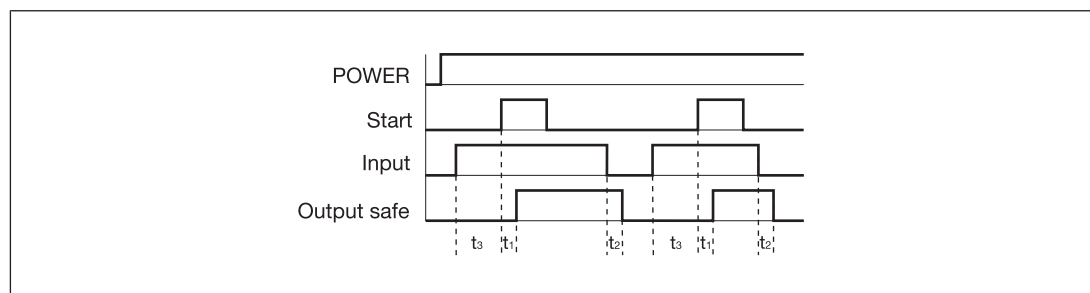 POWER
Start
Input
Output safe
t₃ t₁ t₂ t₃ t₁ t₂